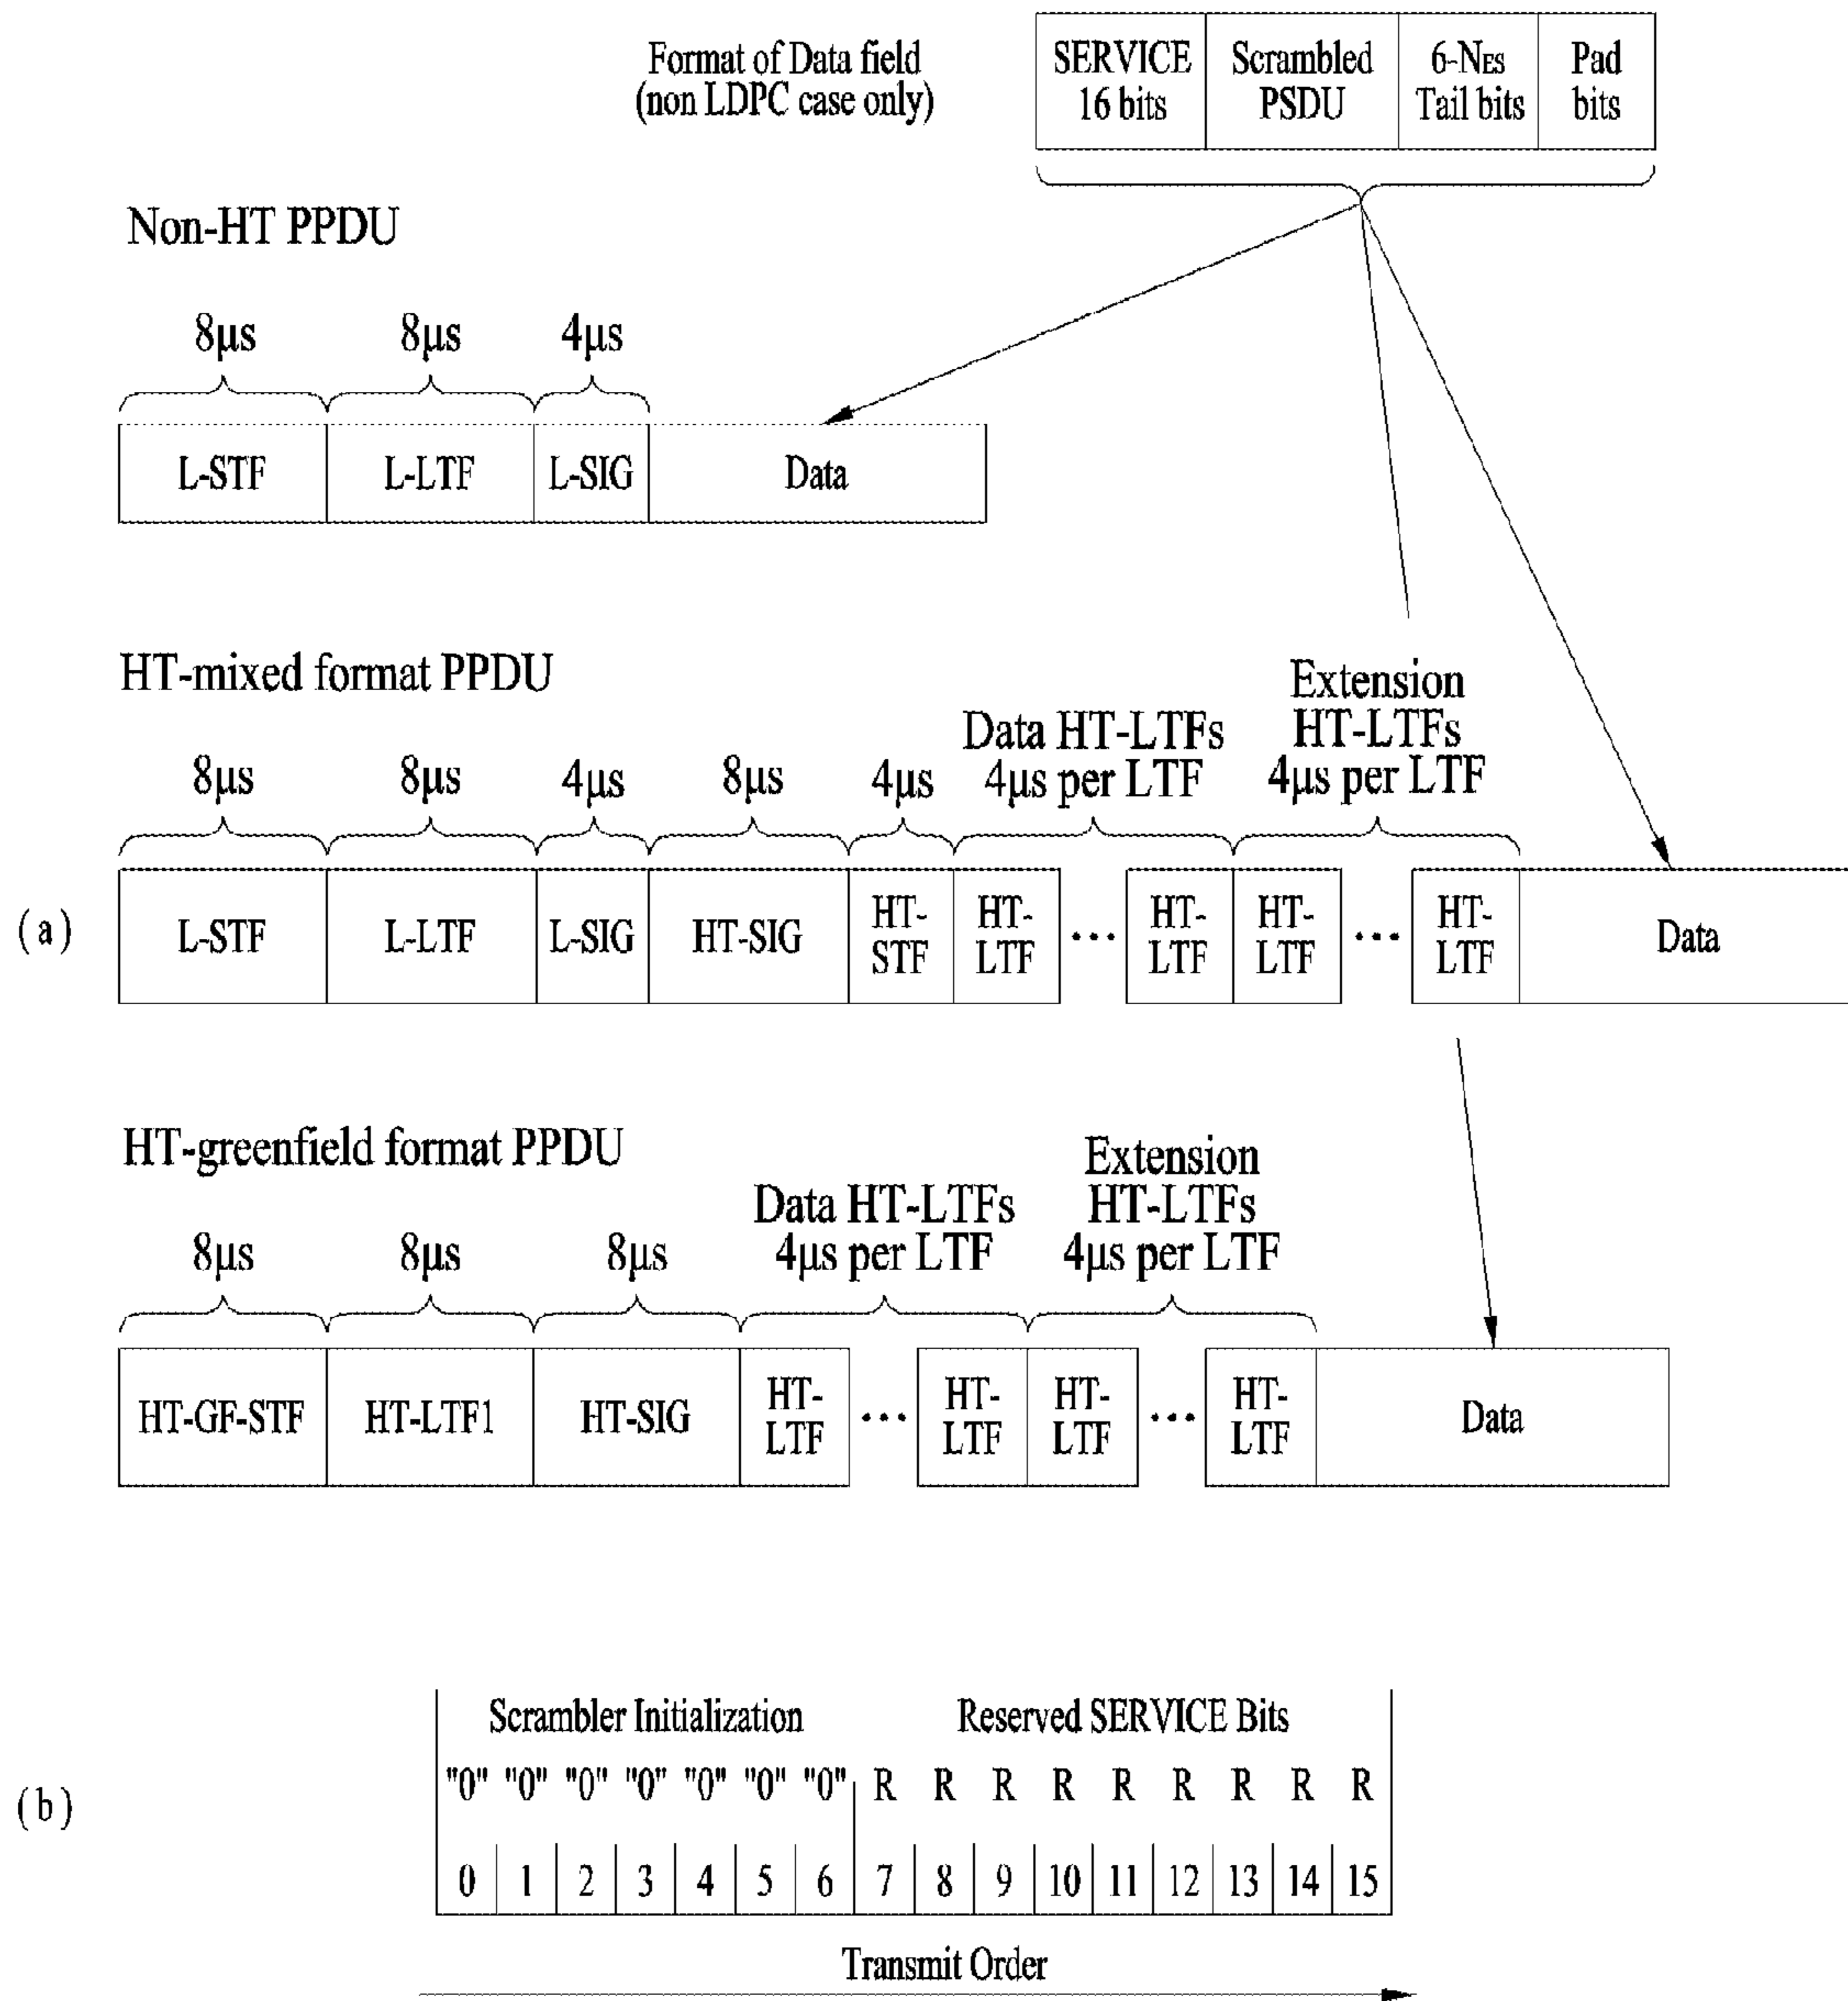 Format of Data field
(non LDPC case only)
SERVICE
16 bits
Scrambled
PSDU
6-NES
Tail bits
Pad
bits
Non-HT PPDU
8μs 8μs 4μs
L-STF L-LTF L-SIG Data
HT-mixed format PPDU
8μs 8μs 4μs 8μs 4μs
Data HT-LTFs
4μs per LTF
Extension
HT-LTFs
4μs per LTF
(a)
L-STF L-LTF L-SIG HT-SIG
HT-
STF
HT-
LTF
...
HT-
LTF
HT-
LTF
...
HT-
LTF
Data
HT-greenfield format PPDU
8μs 8μs 8μs
Data HT-LTFs
4μs per LTF
Extension
HT-LTFs
4μs per LTF
HT-GF-STF HT-LTF1 HT-SIG
HT-
LTF
...
HT-
LTF
HT-
LTF
...
HT-
LTF
Data
(b)
Scrambler Initialization Reserved SERVICE Bits
"0" "0" "0" "0" "0" "0" "0" R R R R R R R R R
0 1 2 3 4 5 6 7 8 9 10 11 12 13 14 15
Transmit Order